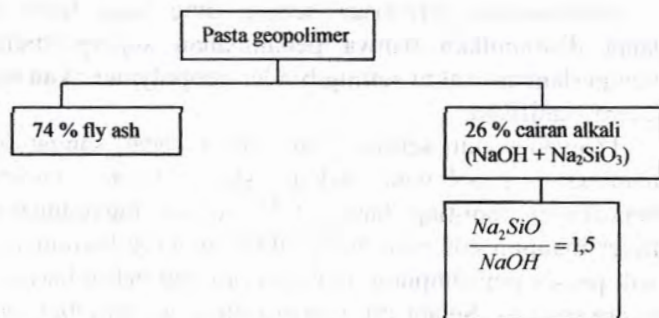 Pasta geopolimer
74 % fly ash
26 % cairan alkali
(NaOH + Na₂SiO₃)
Na₂SiO
NaOH
=1,5